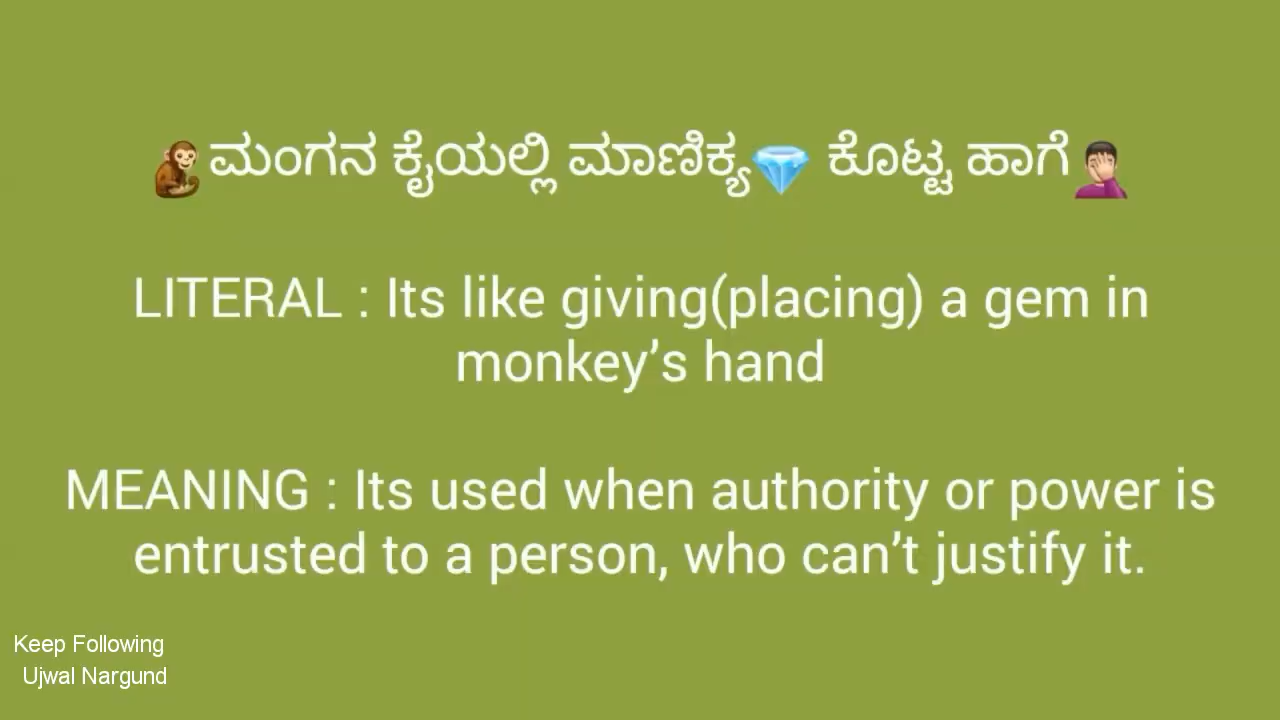 🐒ಮಂಗನ ಕೈಯಲ್ಲಿ ಮಾಣಿಕ್ಯ💎 ಕೊಟ್ಟ ಹಾಗೆ🤦🏻‍♂️
LITERAL : Its like giving(placing) a gem in
monkey’s hand
MEANING : Its used when authority or power is
entrusted to a person, who can’t justify it.
Keep Following
Ujwal Nargund